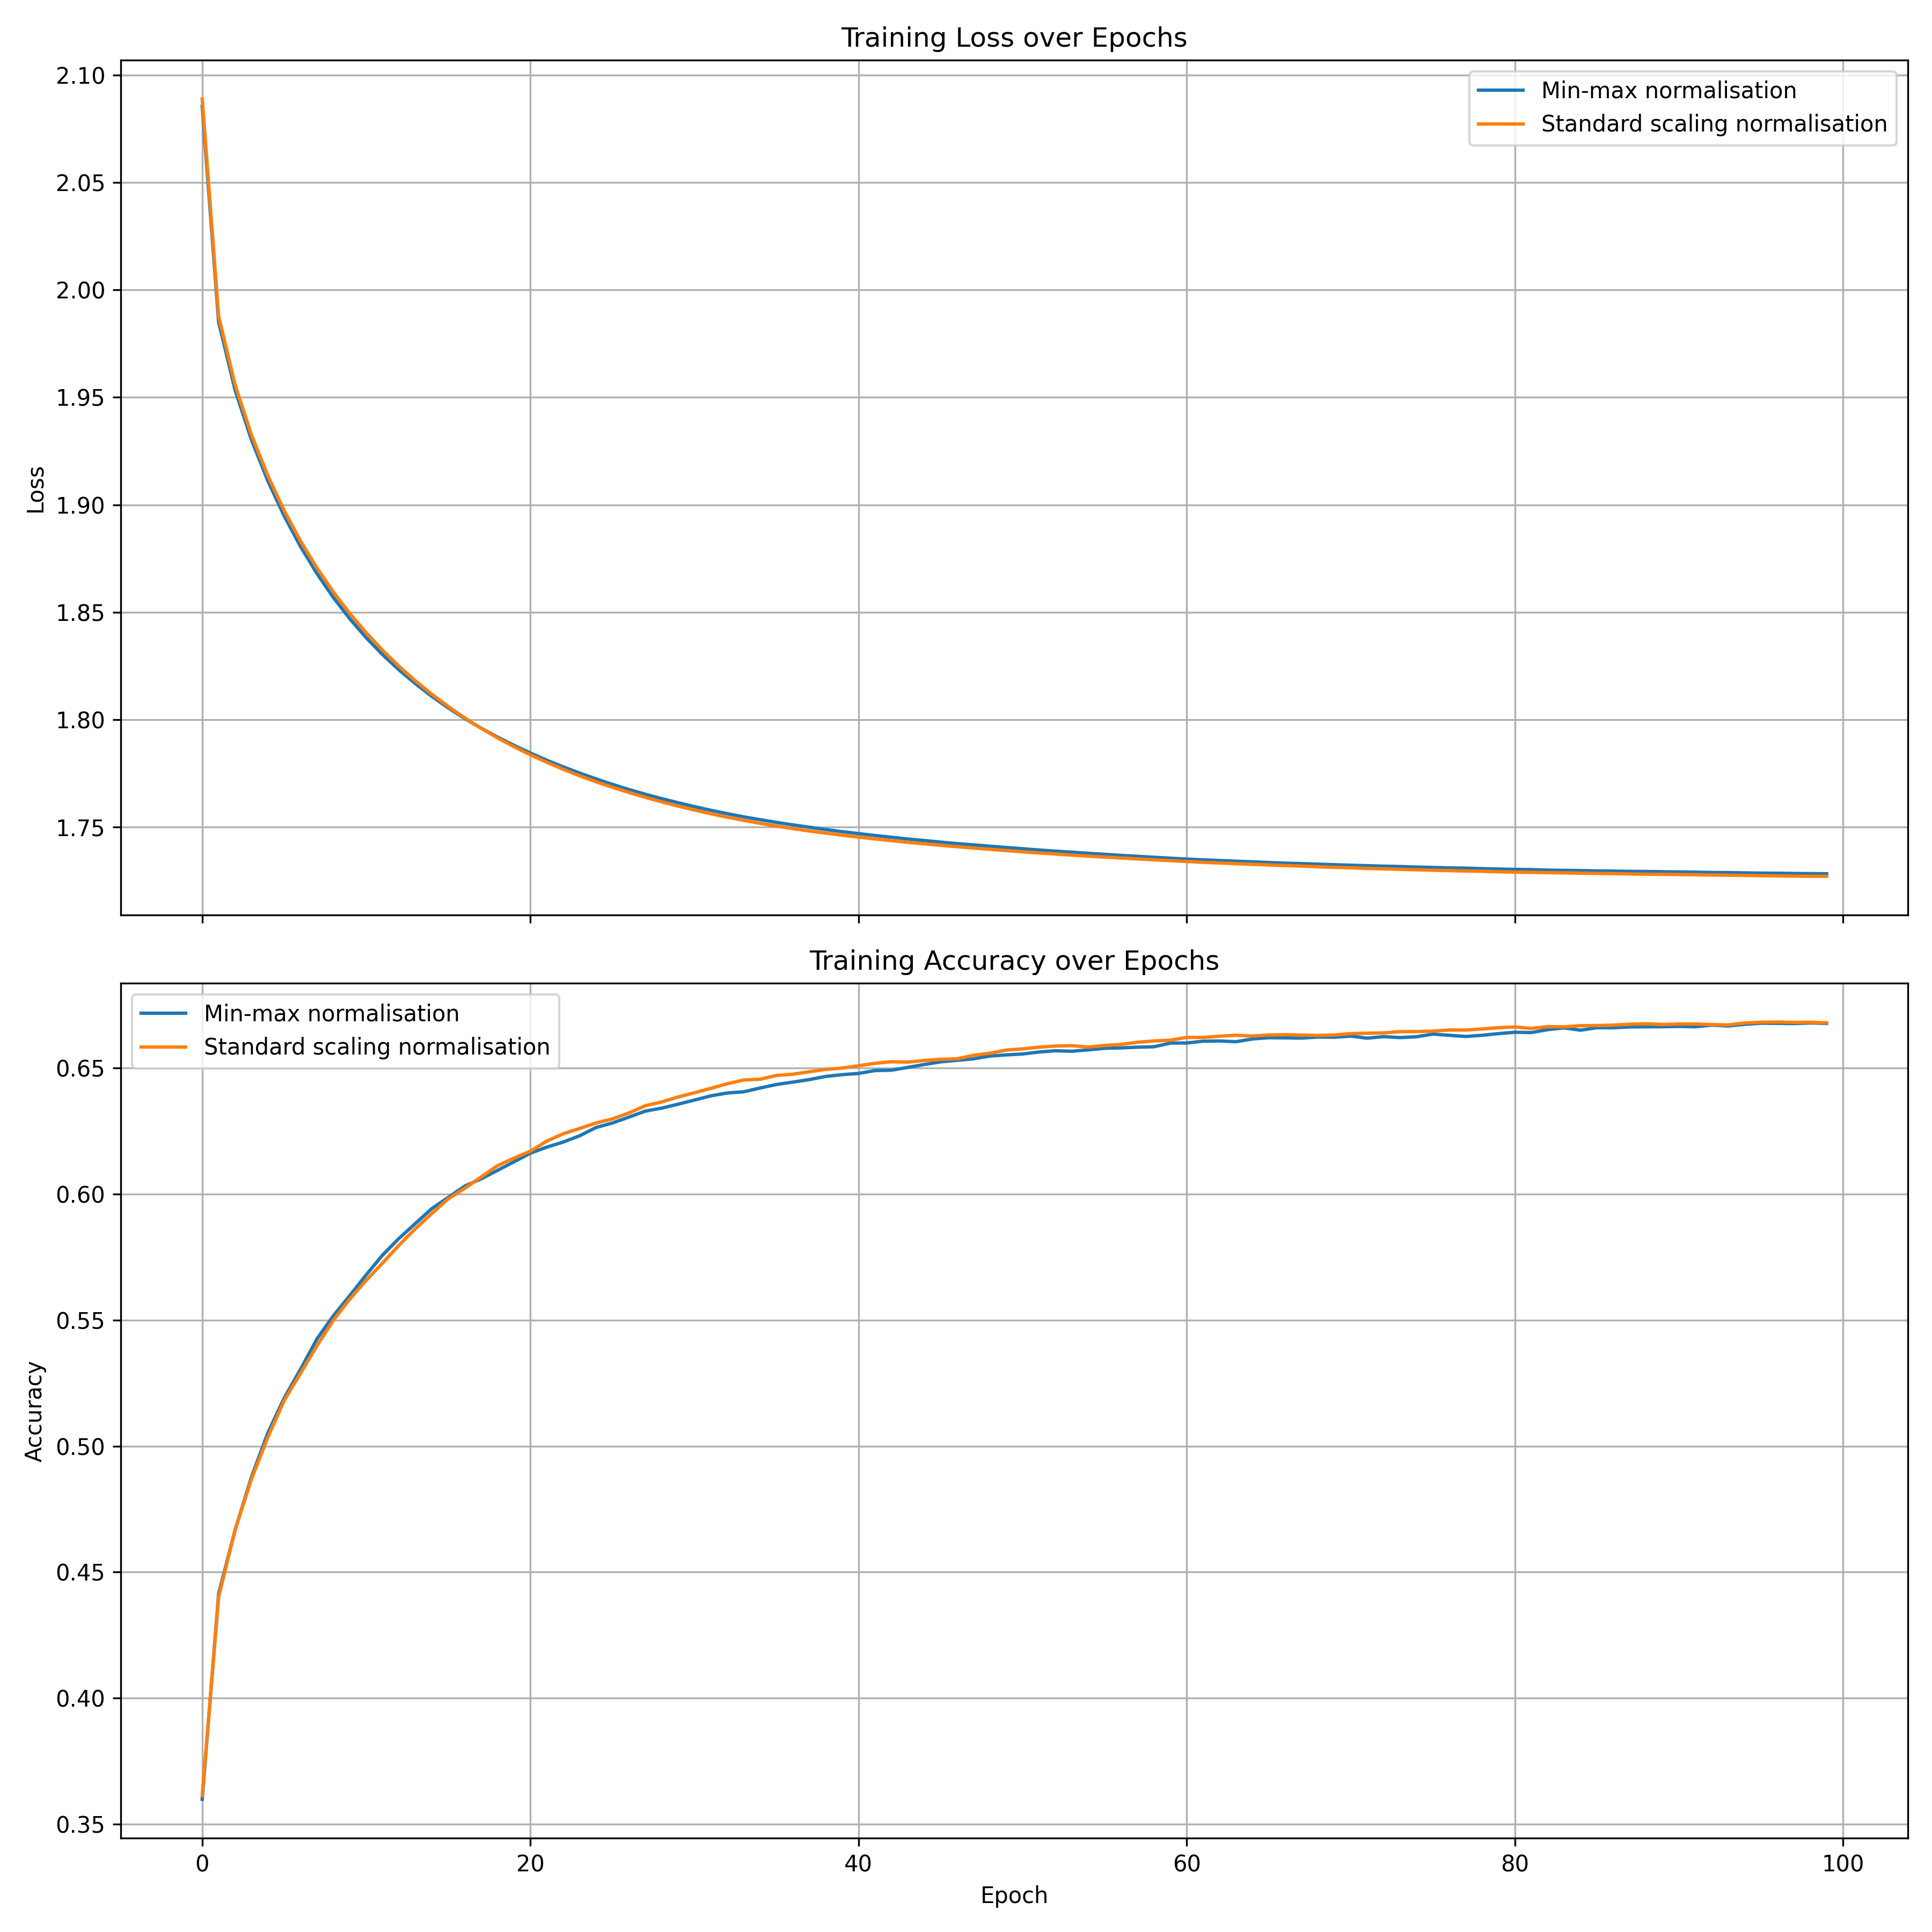 Training Loss over Epochs
2.10
2.05
2.00
1.95
1.90
1.85
1.80
1.75
Loss
Min-max normalisation
Standard scaling normalisation
Training Accuracy over Epochs
Min-max normalisation
Standard scaling normalisation
0.65
0.60
0.55
0.50
0.45
0.40
0.35
Accuracy
0 20 40 60 80 100
Epoch